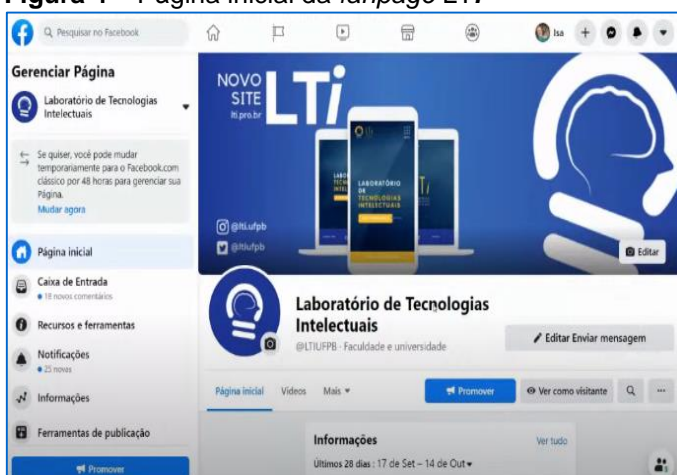 Figura 1 – Página inicial da fanpage LTi
Pesquisar no Facebook
Isa
Gerenciar Página
Laboratório de Tecnologias
Intelectuais
Se quiser, você pode mudar
temporariamente para o Facebook.com
clássico por 48 horas para gerenciar sua
Página.
Mudar agora
Página inicial
Caixa de Entrada
18 novos comentários
Recursos e ferramentas
Notificações
25 novas
Informações
Ferramentas de publicação
Promover
NOVO
SITE
lti.pro.br
LTi
LABORATÓRIO
DE
TECNOLOGIAS
INTELECTUAIS
@lti.ufpb
@ltiufpb
Editar
Laboratório de Tecnologias
Intelectuais
@LTIUFPB · Faculdade e universidade
Editar Enviar mensagem
Página inicial Vídeos Mais
Promover
Ver como visitante
Informações
Ver tudo
Últimos 28 dias : 17 de Set – 14 de Out